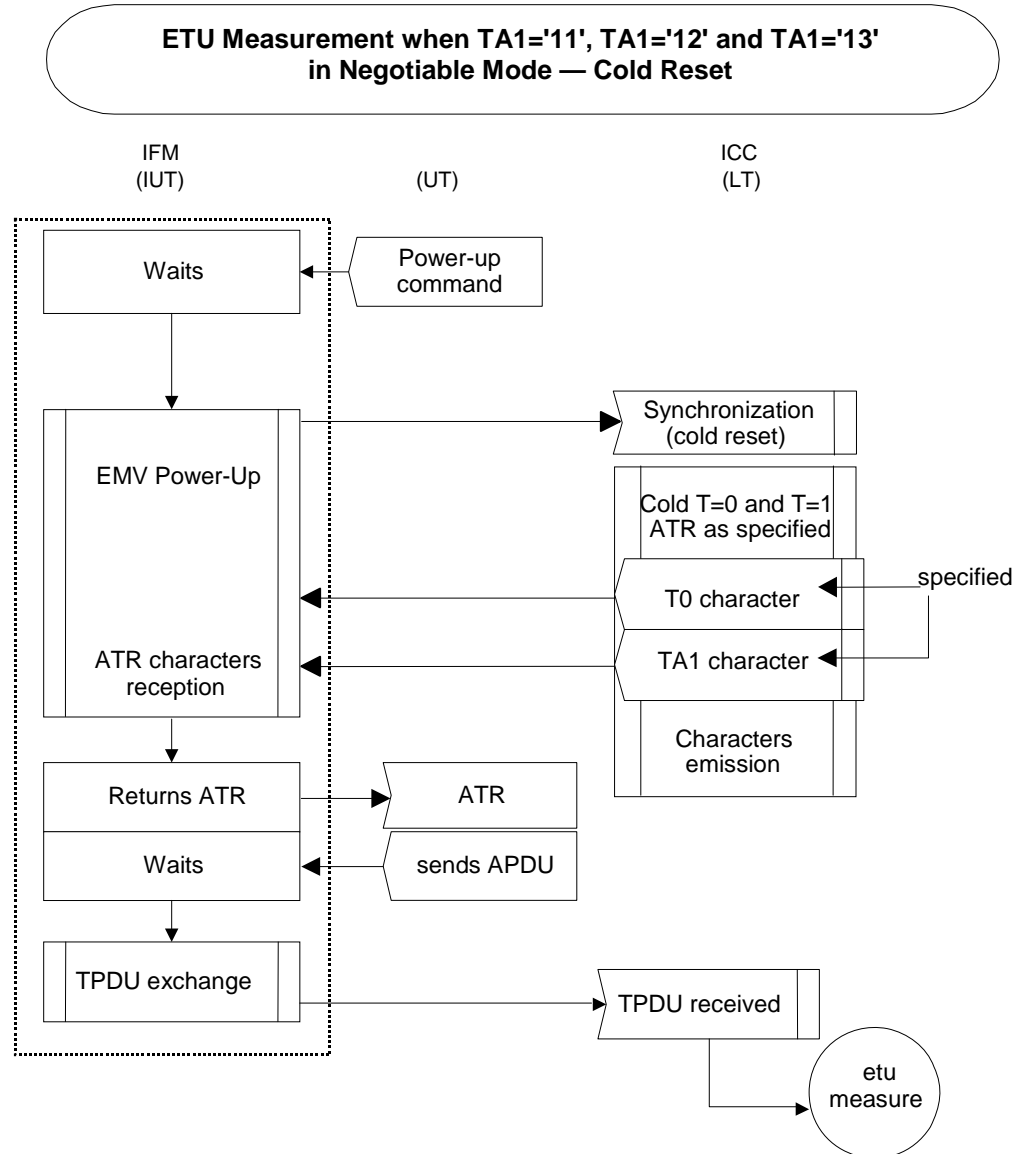 ETU Measurement when TA1='11', TA1='12' and TA1='13'
in Negotiable Mode — Cold Reset
IFM
(IUT)
(UT)
ICC
(LT)
Waits
Power-up
command
Synchronization
(cold reset)
EMV Power-Up
Cold T=0 and T=1
ATR as specified
specified
T0 character
ATR characters
reception
TA1 character
Characters
emission
Returns ATR
ATR
Waits
sends APDU
TPDU exchange
TPDU received
etu
measure